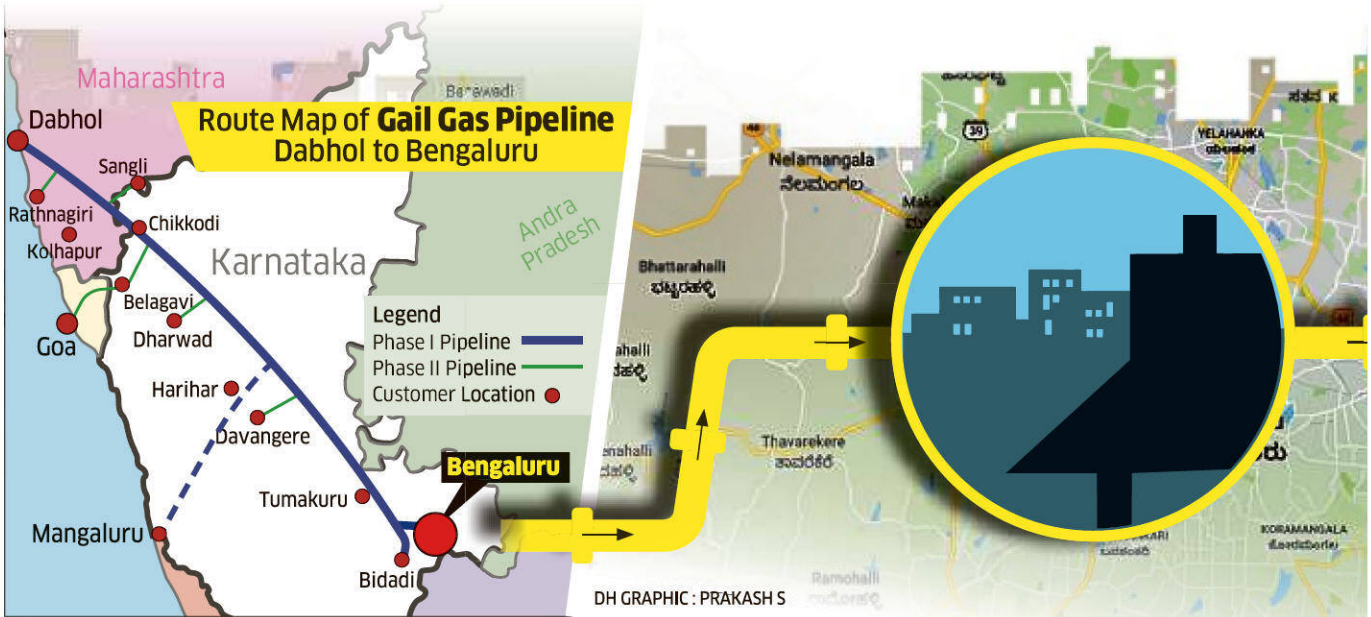 Maharashtra
Dabhol
Route Map of Gail Gas Pipeline
Dabhol to Bengaluru
Sangli
Rathnagiri
Kolhapur
Chikkodi
Karnataka
Andra
Pradesh
Belagavi
Goa
Dharwad
Legend
Phase I Pipeline
Phase II Pipeline
Customer Location
Harihar
Davangere
Bengaluru
Tumakuru
Mangaluru
Bidadi
DH GRAPHIC : PRAKASH S
39
YELAHANKA
Nelamangala
ನೆಲಮಂಗಲ
Bhattarahalli
ಭಟ್ಟರಹಳ್ಳಿ
Thavarekere
ತಾವರೆಕೆರೆ
KORAMANGALA
Ramohalli